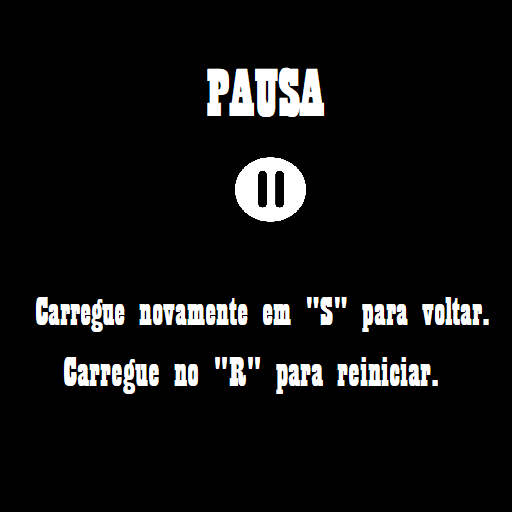 PAUSA
Carregue novamente em "S" para voltar.
Carregue no "R" para reiniciar.